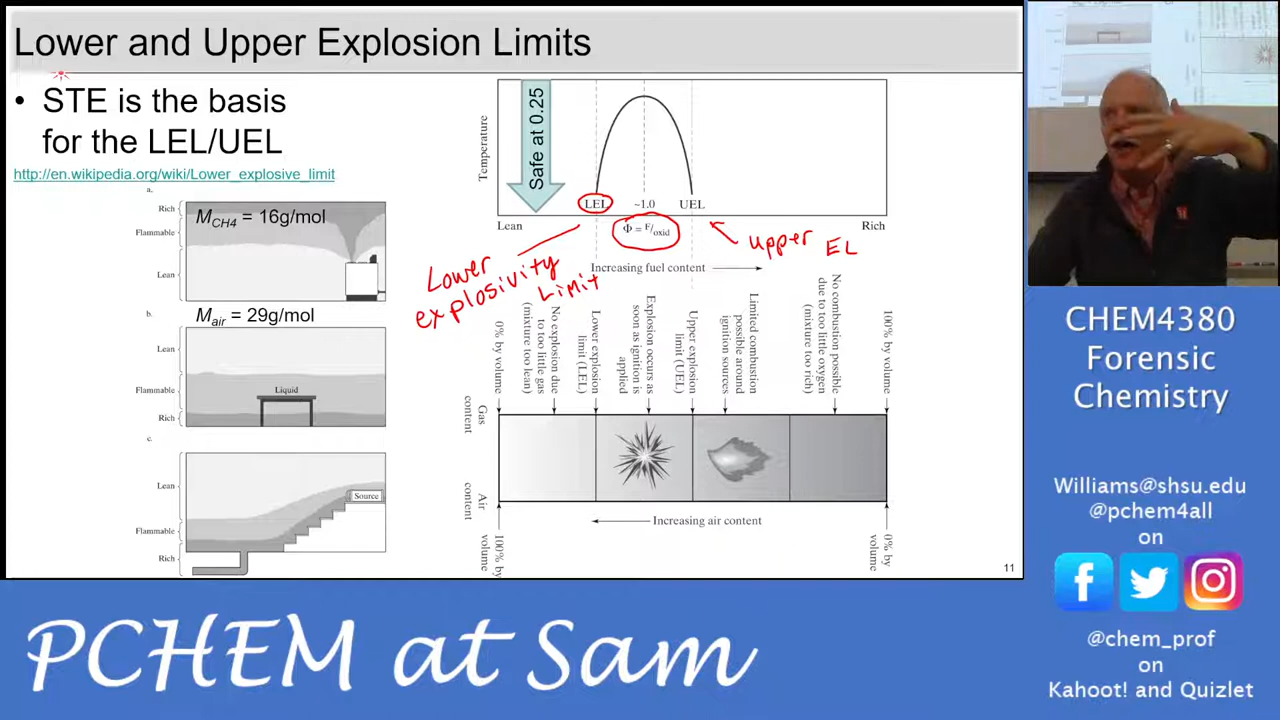 Lower and Upper Explosion Limits
• STE is the basis
for the LEL/UEL
http://en.wikipedia.org/wiki/Lower_explosive_limit
a.
Rich
Flammable
Lean
M_CH4 = 16g/mol
b.
M_air = 29g/mol
Lean
Flammable
Rich
Liquid
c.
Lean
Flammable
Rich
Source
Temperature
Safe at 0.25
LEL
~1.0
UEL
Lean
Φ = F/oxid
Rich
Lower
explosivity
Limit
upper EL
Increasing fuel content
0% by volume
No explosion due
to too little gas
(mixture too lean)
Lower explosion
limit (LEL)
Explosion occurs as
soon as ignition is
applied
Upper explosion
limit (UEL)
Limited combustion
possible around
ignition sources
No combustion possible
due to too little oxygen
(mixture too rich)
100% by volume
Gas
content
Air
content
Increasing air content
100% by
volume
0% by
volume
11
CHEM4380
Forensic
Chemistry
Williams@shsu.edu
@pchem4all
on
@chem_prof
on
Kahoot! and Quizlet
PCHEM at Sam